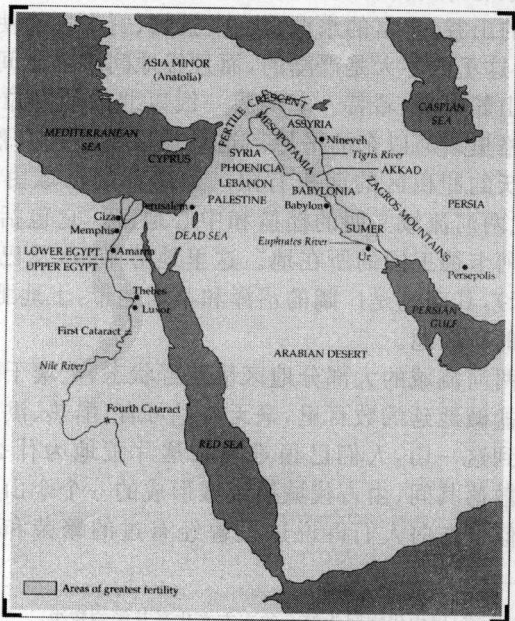 ASIA MINOR
(Anatolia)
CASPIAN
SEA
FERTILE CRESCENT
ASSYRIA
MESOPOTAMIA
Nineveh
MEDITERRANEAN
SEA
Tigris River
CYPRUS
SYRIA
AKKAD
PHOENICIA
LEBANON
BABYLONIA
ZAGROS MOUNTAINS
PERSIA
Jerusalem
PALESTINE
Babylon
Giza
SUMER
Memphis
DEAD SEA
Euphrates River
LOWER EGYPT
Amarna
Ur
UPPER EGYPT
Persepolis
Thebes
Luxor
PERSIAN
GULF
First Cataract
ARABIAN DESERT
Nile River
Fourth Cataract
RED SEA
Areas of greatest fertility